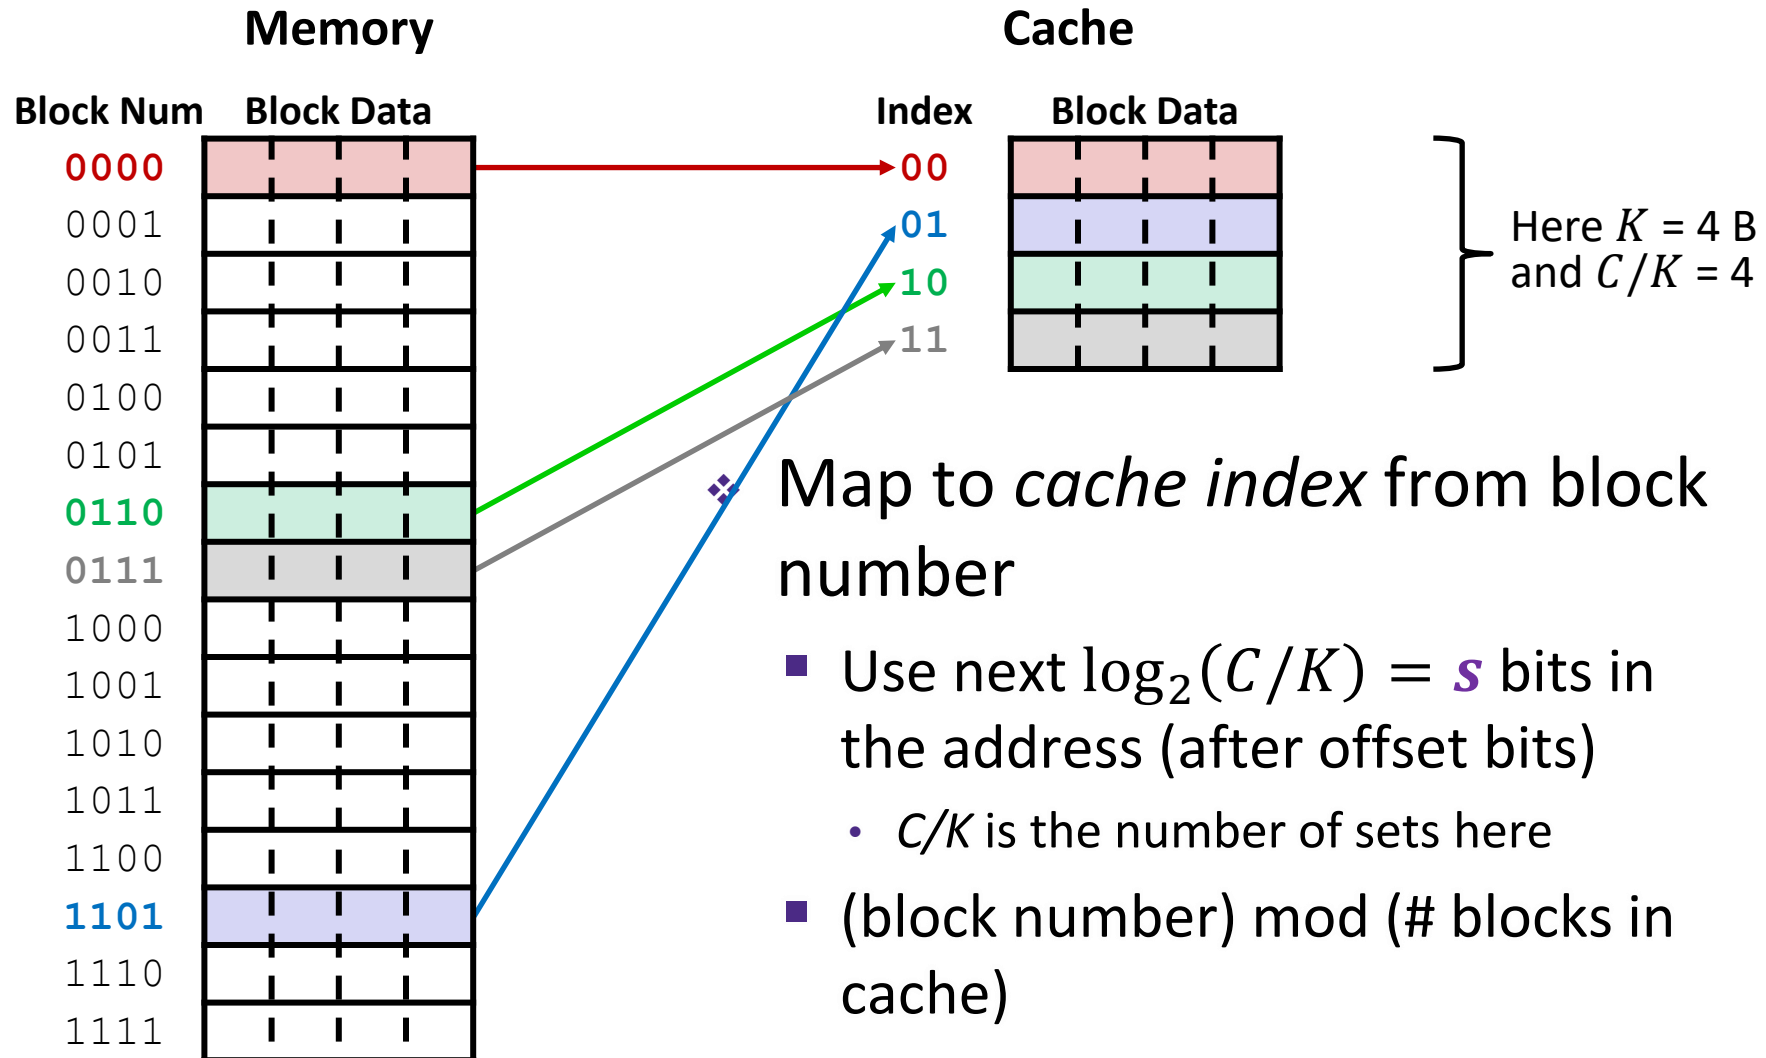 Memory
Cache
Block Num Block Data
Index Block Data
0000
0001
0010
0011
0100
0101
0110
0111
1000
1001
1010
1011
1100
1101
1110
1111
00
01
10
11
Here K = 4 B
and C/K = 4
❖ Map to cache index from block
number
▪ Use next log₂(C/K) = s bits in
the address (after offset bits)
• C/K is the number of sets here
▪ (block number) mod (# blocks in
cache)